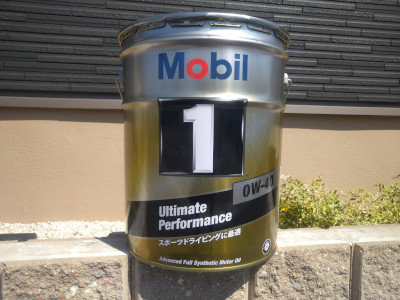 Mobil
1
0W-4
Ultimate
Performance
スポーツドライビングに最適
Advanced Full Synthetic Motor Oil